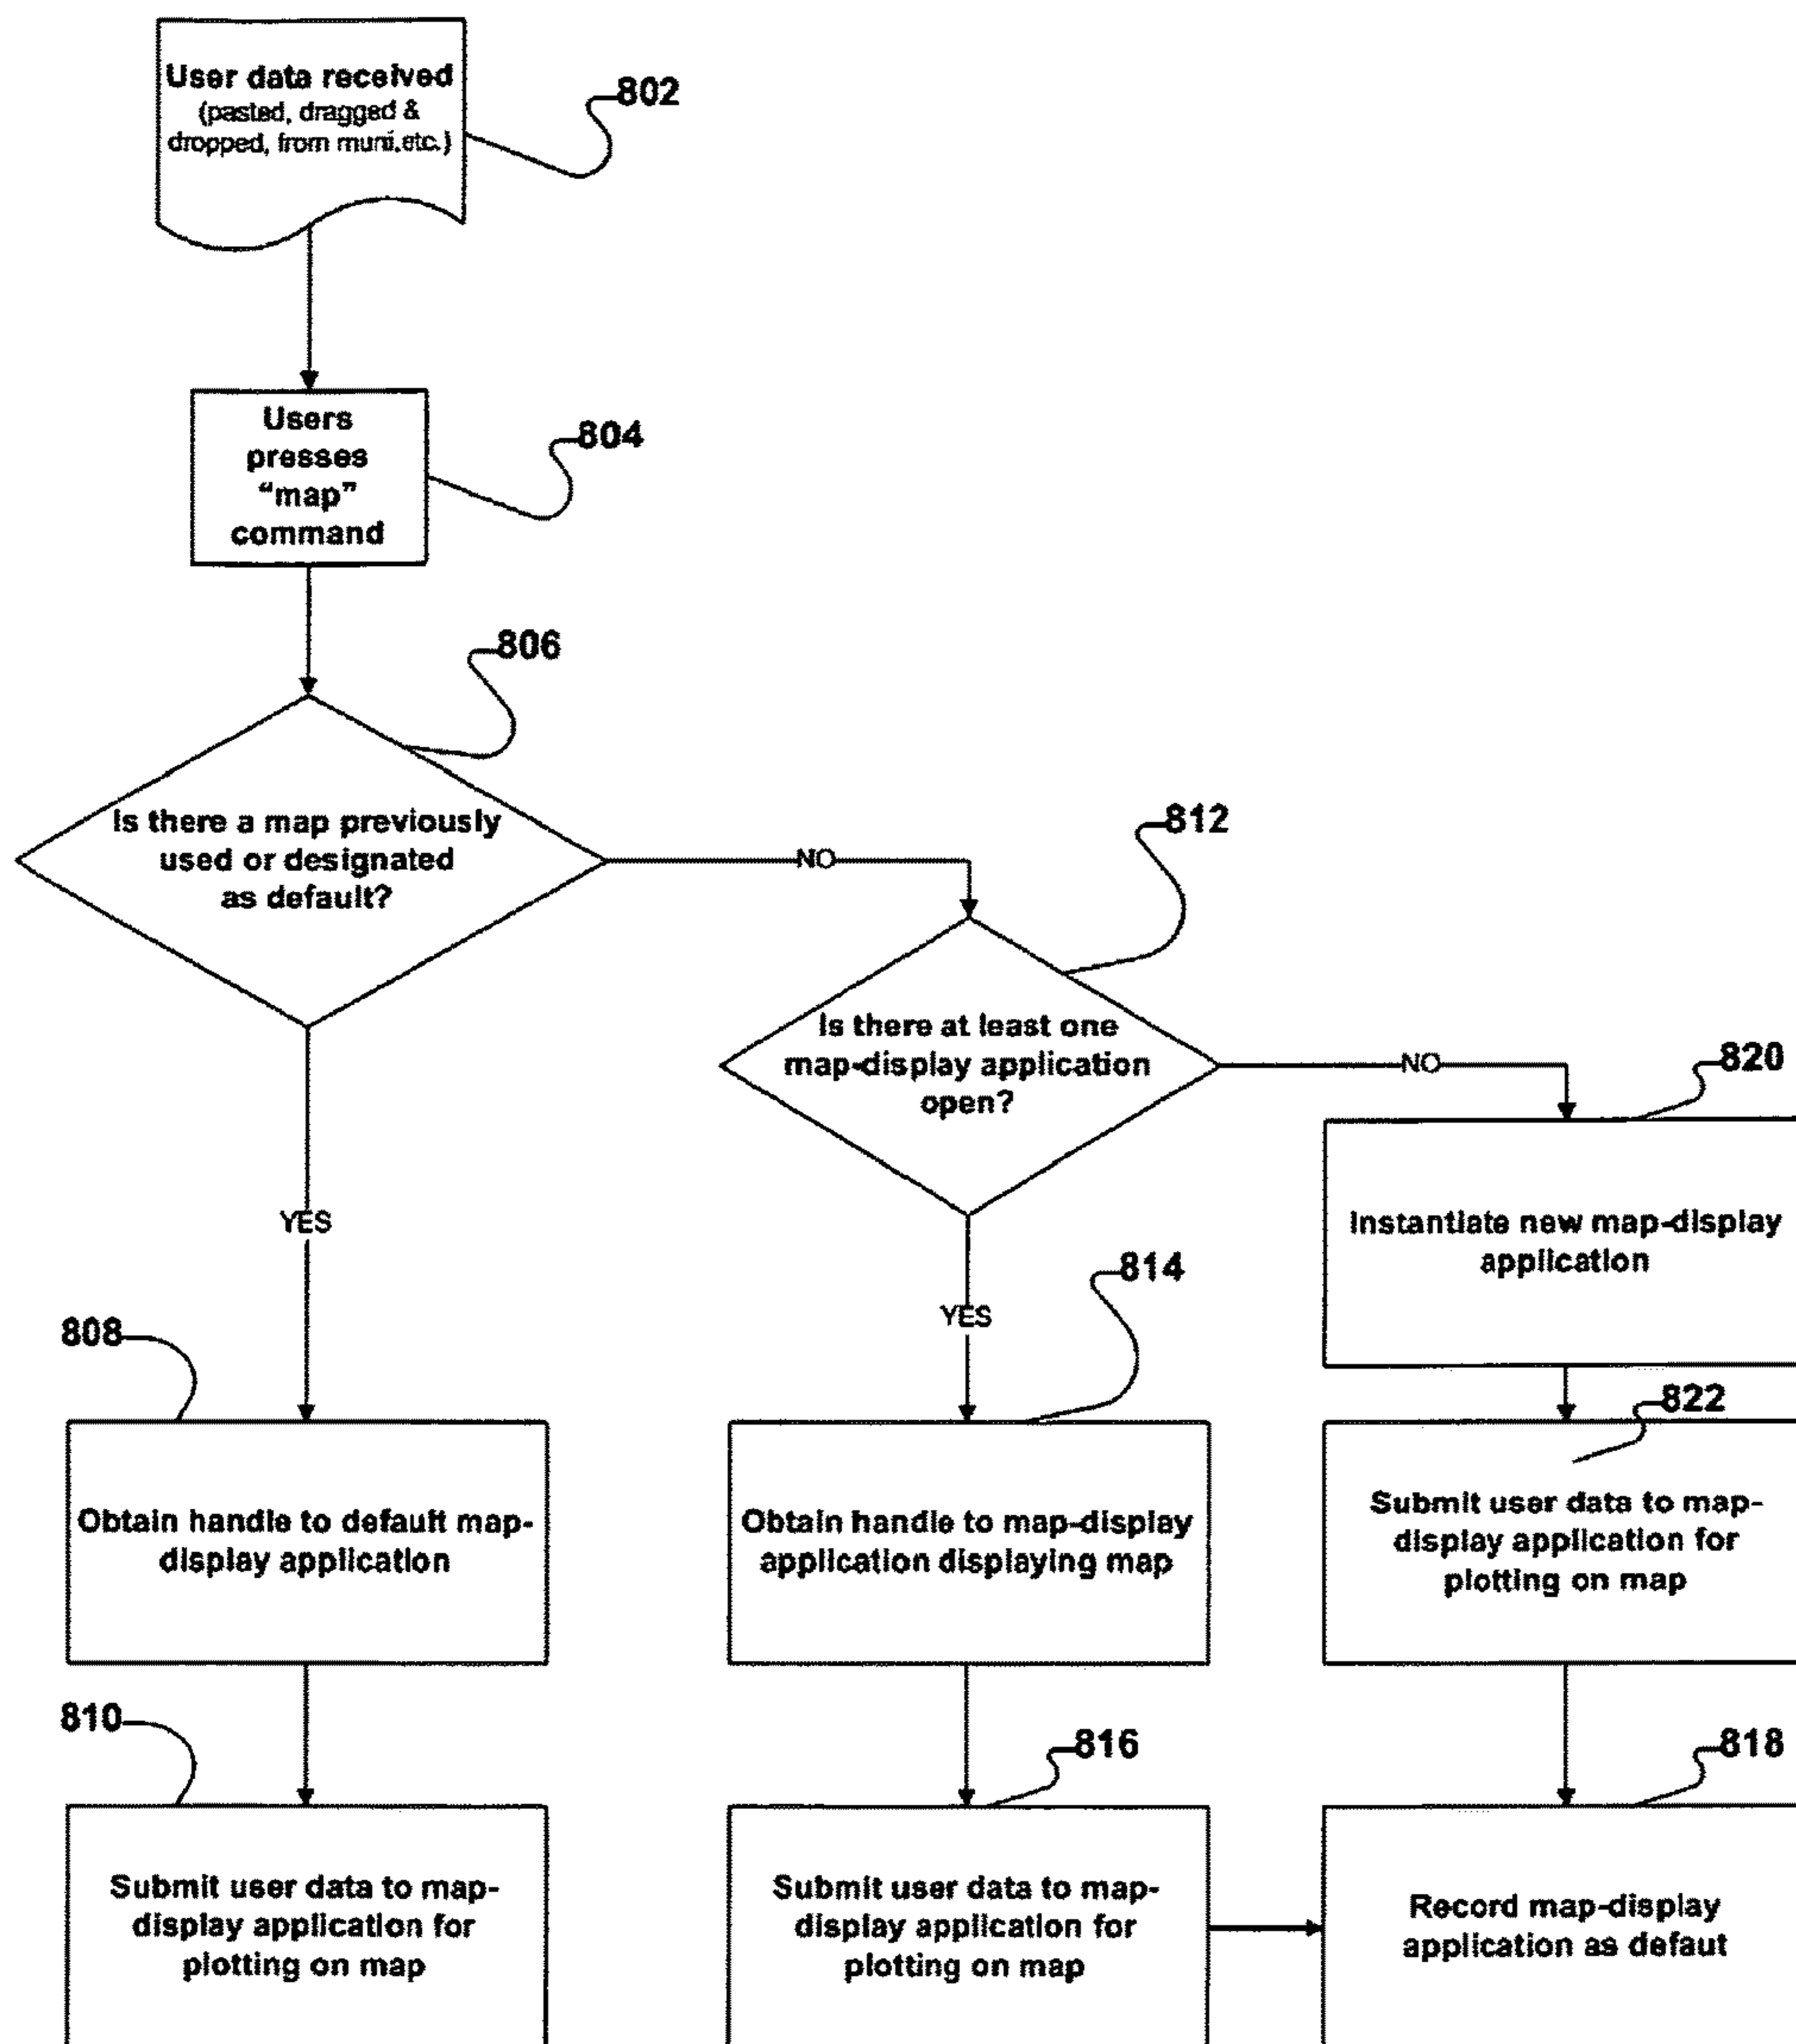 User data received
(pasted, dragged &
dropped, from muni.etc.)
802
Users
presses
“map”
command
804
806
Is there a map previously
used or designated
as default?
NO
812
Is there at least one
map-display application
open?
NO
820
Instantiate new map-display
application
YES
YES
814
808
822
Obtain handle to default map-
display application
Obtain handle to map-display
application displaying map
Submit user data to map-
display application for
plotting on map
810
816
818
Submit user data to map-
display application for
plotting on map
Submit user data to map-
display application for
plotting on map
Record map-display
application as defaut